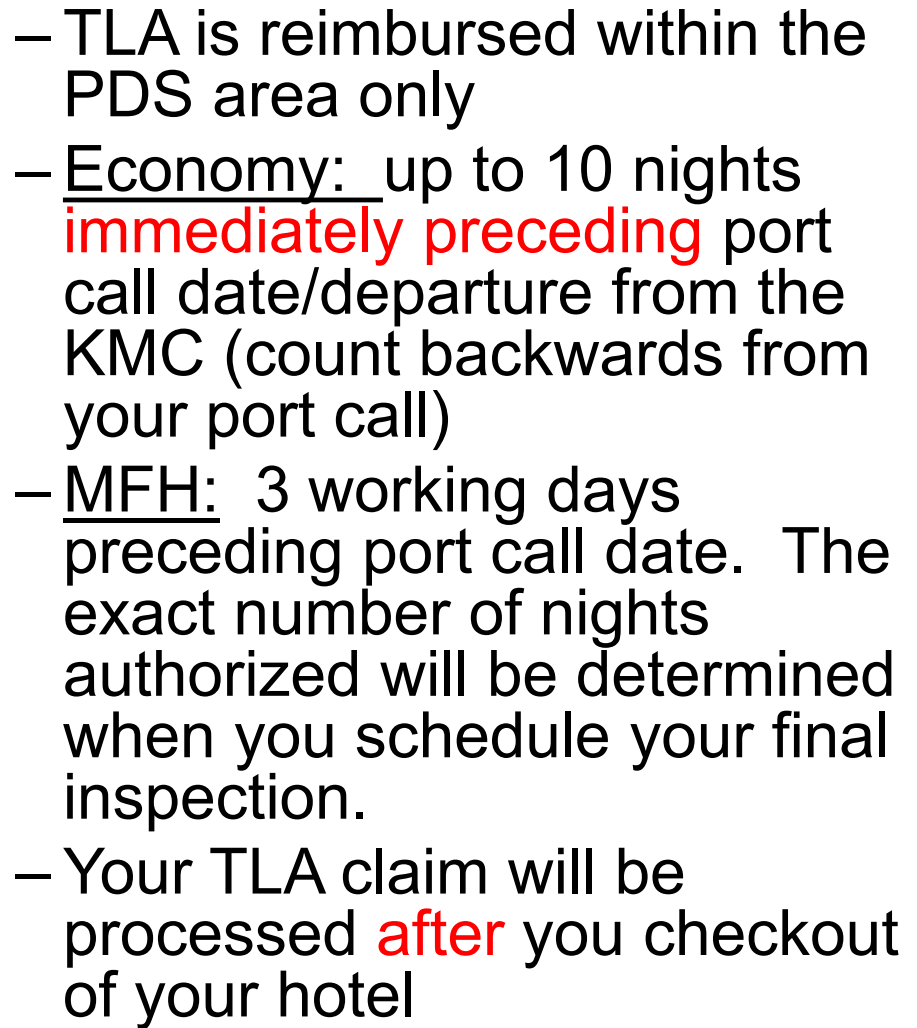 – TLA is reimbursed within the
PDS area only
– Economy:  up to 10 nights
immediately preceding port
call date/departure from the
KMC (count backwards from
your port call)
– MFH:  3 working days
preceding port call date.  The
exact number of nights
authorized will be determined
when you schedule your final
inspection.
– Your TLA claim will be
processed after you checkout
of your hotel